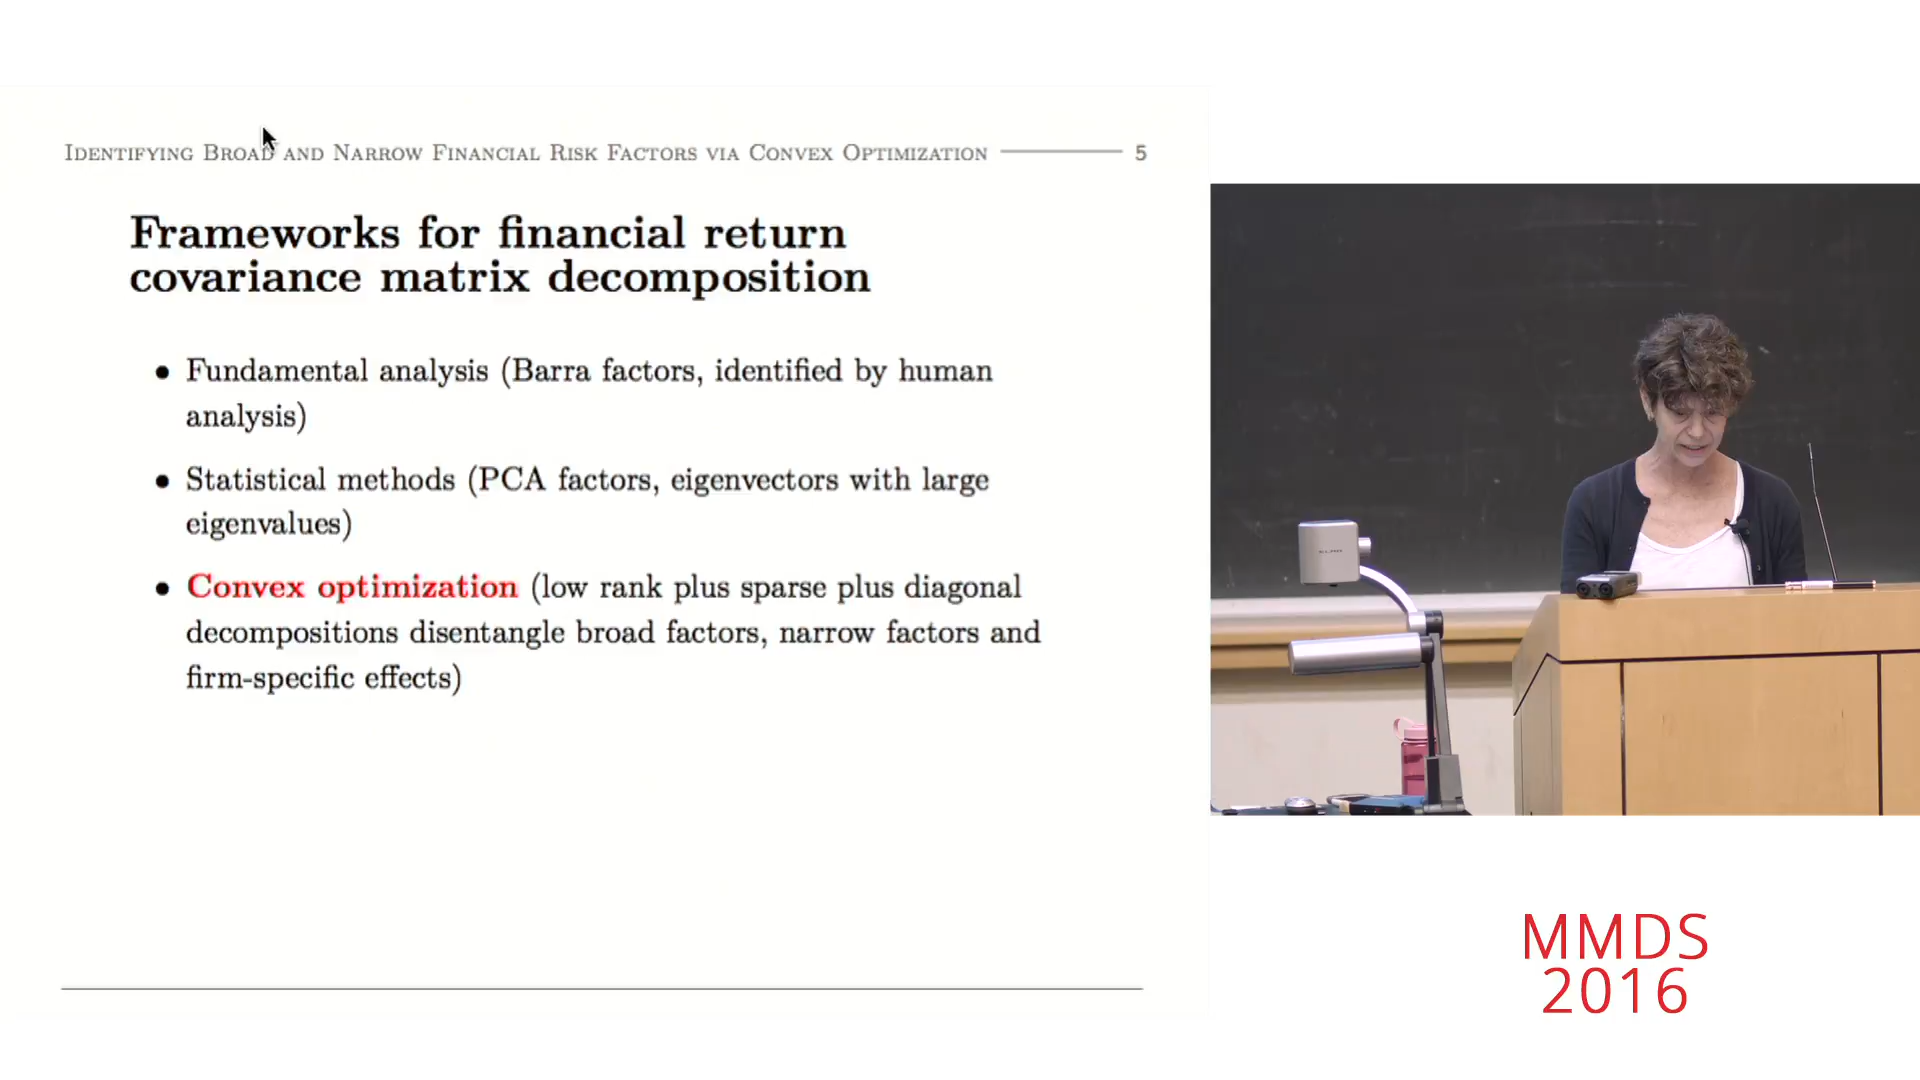 IDENTIFYING BROAD AND NARROW FINANCIAL RISK FACTORS VIA CONVEX OPTIMIZATION 5
Frameworks for financial return
covariance matrix decomposition
• Fundamental analysis (Barra factors, identified by human
analysis)
• Statistical methods (PCA factors, eigenvectors with large
eigenvalues)
• Convex optimization (low rank plus sparse plus diagonal
decompositions disentangle broad factors, narrow factors and
firm-specific effects)
ELMO
MMDS
2016